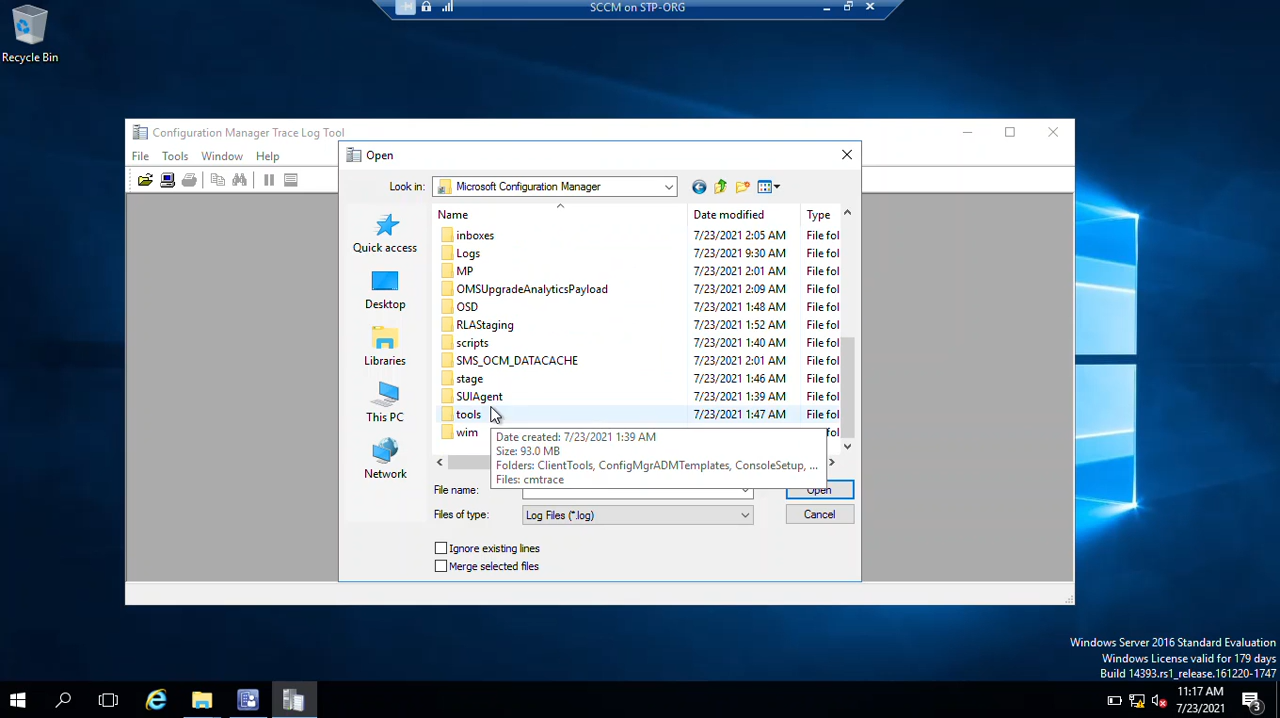 SCCM on STP-ORG
Recycle Bin
Configuration Manager Trace Log Tool
File Tools Window Help
Open
Look in: Microsoft Configuration Manager
Name Date modified Type
inboxes 7/23/2021 2:05 AM File fol
Logs 7/23/2021 9:30 AM File fol
MP 7/23/2021 2:01 AM File fol
OMSUpgradeAnalyticsPayload 7/23/2021 2:09 AM File fol
OSD 7/23/2021 1:48 AM File fol
RLAStaging 7/23/2021 1:52 AM File fol
scripts 7/23/2021 1:40 AM File fol
SMS_OCM_DATACACHE 7/23/2021 2:01 AM File fol
stage 7/23/2021 1:46 AM File fol
SUIAgent 7/23/2021 1:39 AM File fol
tools 7/23/2021 1:47 AM File fol
wim File fol
Quick access
Desktop
Libraries
This PC
Network
Date created: 7/23/2021 1:39 AM
Size: 93.0 MB
Folders: ClientTools, ConfigMgrADMTemplates, ConsoleSetup, ...
Files: cmtrace
File name: Open
Files of type: Log Files (*.log) Cancel
Ignore existing lines
Merge selected files
Windows Server 2016 Standard Evaluation
Windows License valid for 179 days
Build 14393.rs1_release.161220-1747
11:17 AM
7/23/2021
3